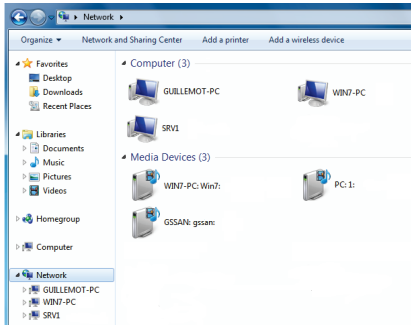 Network
Organize Network and Sharing Center Add a printer Add a wireless device
Favorites
Desktop
Downloads
Recent Places
Libraries
Documents
Music
Pictures
Videos
Homegroup
Computer
Network
GUILLEMOT-PC
WIN7-PC
SRV1
Computer (3)
GUILLEMOT-PC
WIN7-PC
SRV1
Media Devices (3)
WIN7-PC: Win7:
PC: 1:
GSSAN: gssan: